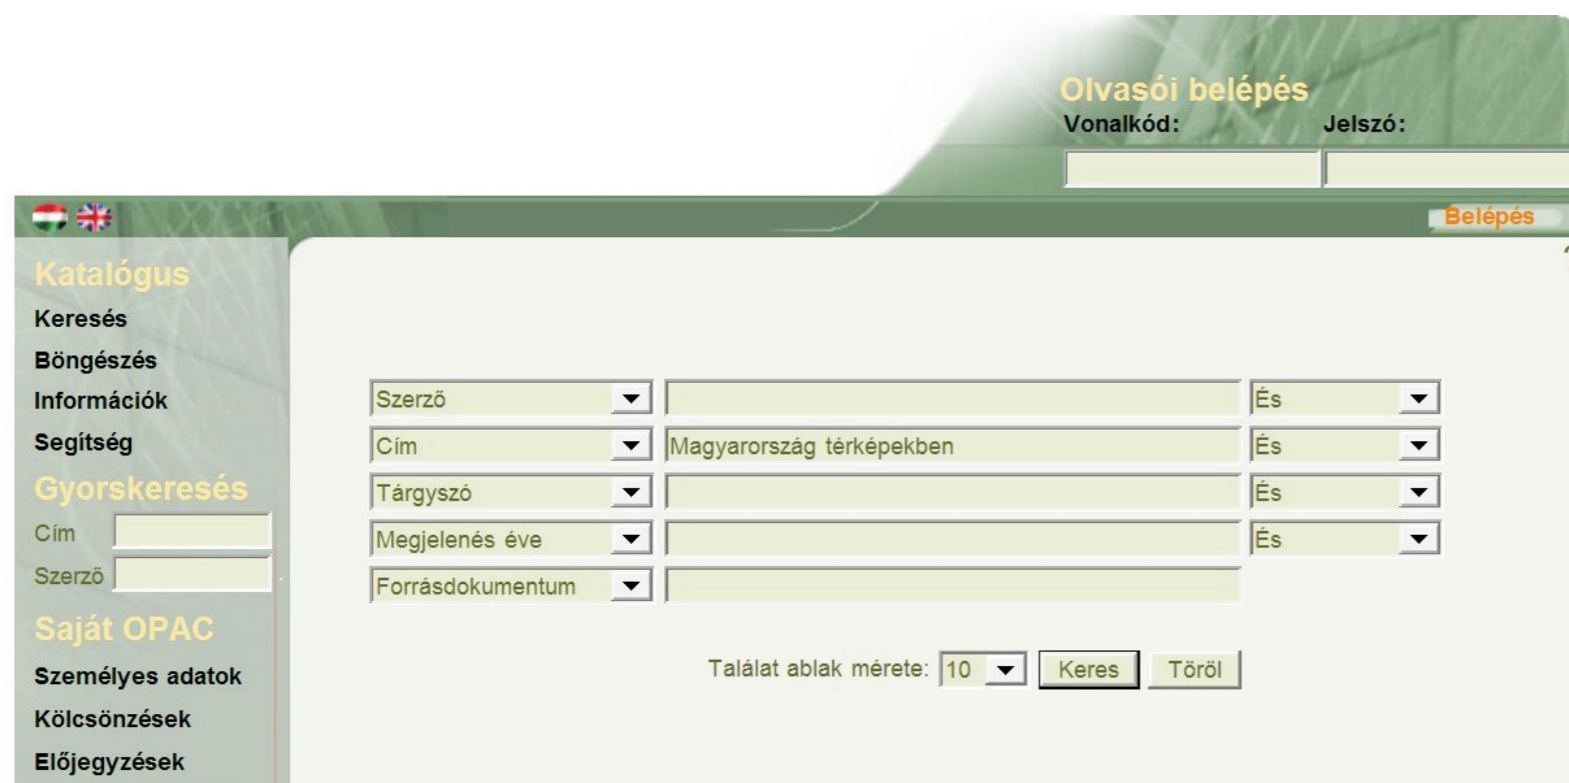 Olvasói belépés
Vonalkód: Jelszó:
Belépés
?
Katalógus
Keresés
Böngészés
Információk
Segítség
Gyorskeresés
Cím
Szerző
Saját OPAC
Személyes adatok
Kölcsönzések
Előjegyzések
Szerző És
Cím Magyarország térképekben És
Tárgyszó És
Megjelenés éve És
Forrásdokumentum
Találat ablak mérete: 10 Keres Töröl